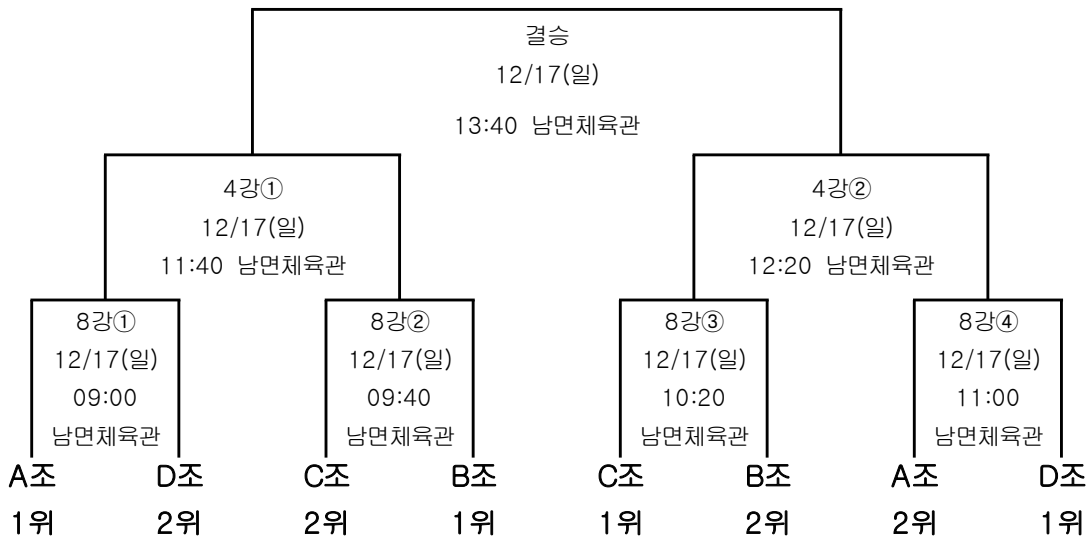 결승
12/17(일)
13:40 남면체육관
4강①
12/17(일)
11:40 남면체육관
4강②
12/17(일)
12:20 남면체육관
8강①
12/17(일)
09:00
남면체육관
8강②
12/17(일)
09:40
남면체육관
8강③
12/17(일)
10:20
남면체육관
8강④
12/17(일)
11:00
남면체육관
A조 D조 C조 B조 C조 B조 A조 D조
1위 2위 2위 1위 1위 2위 2위 1위